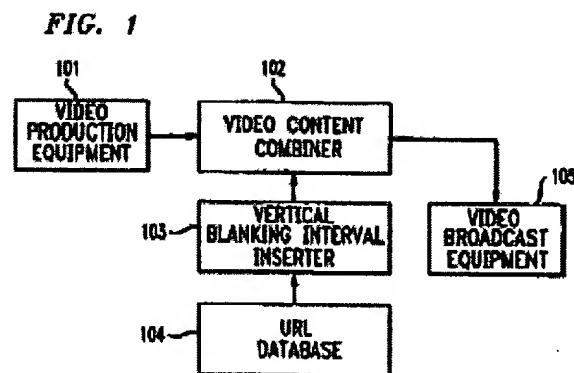 FIG. 1
101
VIDEO
PRODUCTION
EQUIPMENT
102
VIDEO CONTENT
COMBINER
103
VERTICAL
BLANKING INTERVAL
INSERTER
104
URL
DATABASE
105
VIDEO
BROADCAST
EQUIPMENT